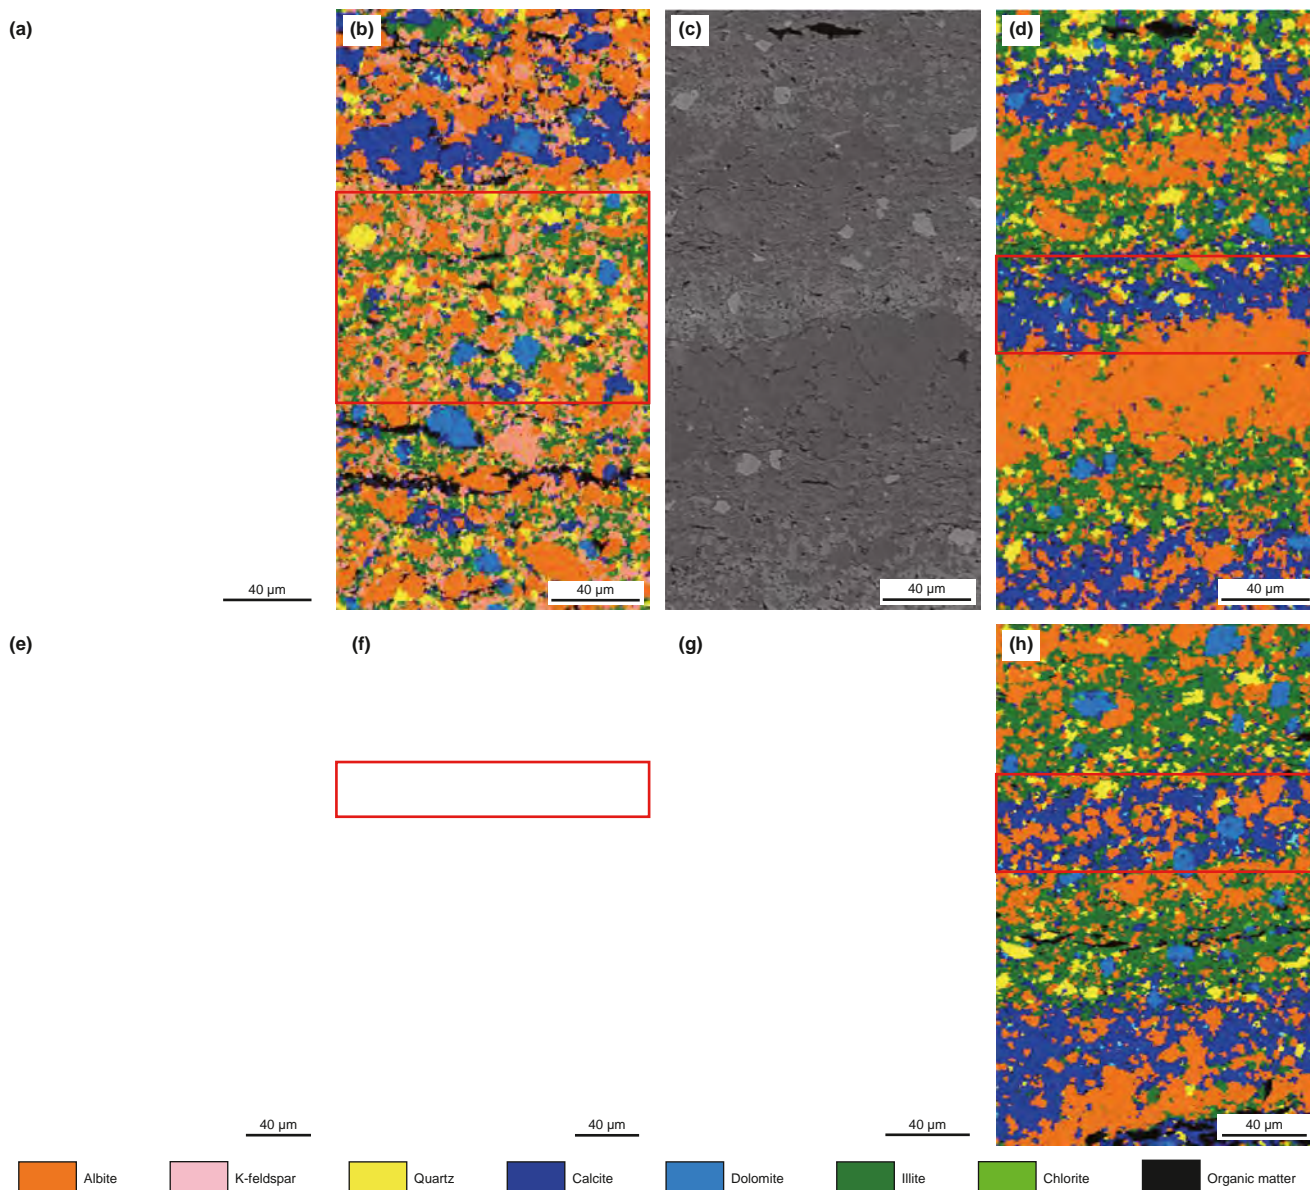 (a) (b) (c) (d)
40 µm 40 µm 40 µm 40 µm
(e) (f) (g) (h)
40 µm 40 µm 40 µm 40 µm
Albite K-feldspar Quartz Calcite Dolomite Illite Chlorite Organic matter